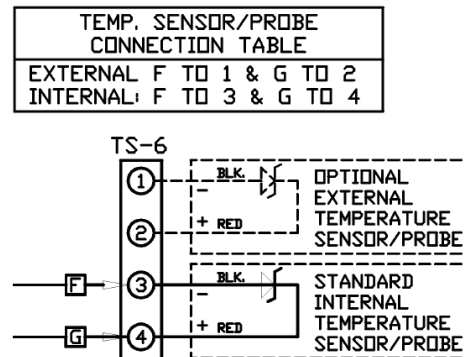 TEMP. SENSOR/PROBE
CONNECTION TABLE
EXTERNAL F TO 1 & G TO 2
INTERNAL: F TO 3 & G TO 4
TS-6
1
BLK.
-
OPTIONAL
EXTERNAL
TEMPERATURE
SENSOR/PROBE
2
+ RED
F
3
BLK.
-
STANDARD
INTERNAL
TEMPERATURE
SENSOR/PROBE
G
4
+ RED